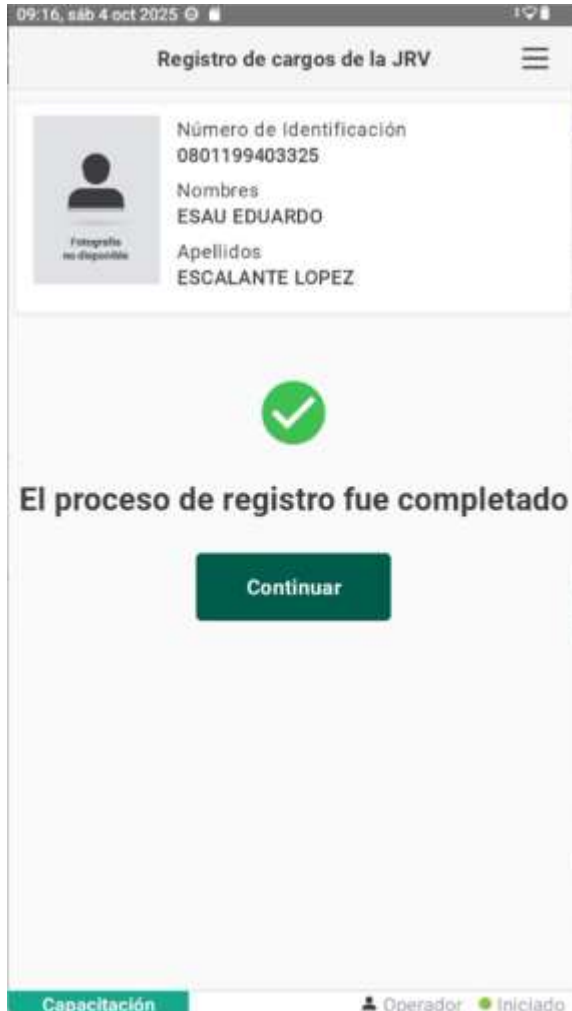 09:16, sáb 4 oct 2025
Registro de cargos de la JRV
Número de Identificación
0801199403325
Nombres
ESAU EDUARDO
Apellidos
ESCALANTE LOPEZ
Fotografía
no disponible
El proceso de registro fue completado
Continuar
Capacitación
Operador
Iniciado